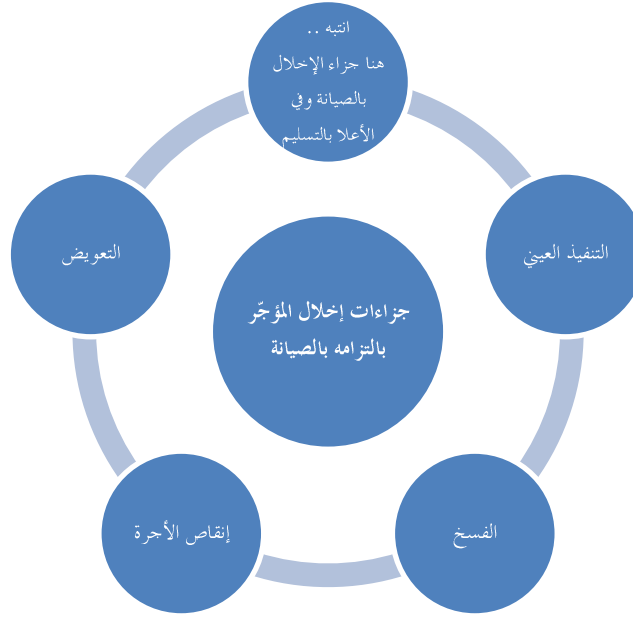 انتبه ..
هنا جزاء الإخلال
بالصيانة وفي
الأعلا بالتسليم
التنفيذ العيني
الفسخ
إنقاص الأجرة
التعويض
جزاءات إخلال المؤجّر
بالتزامه بالصيانة